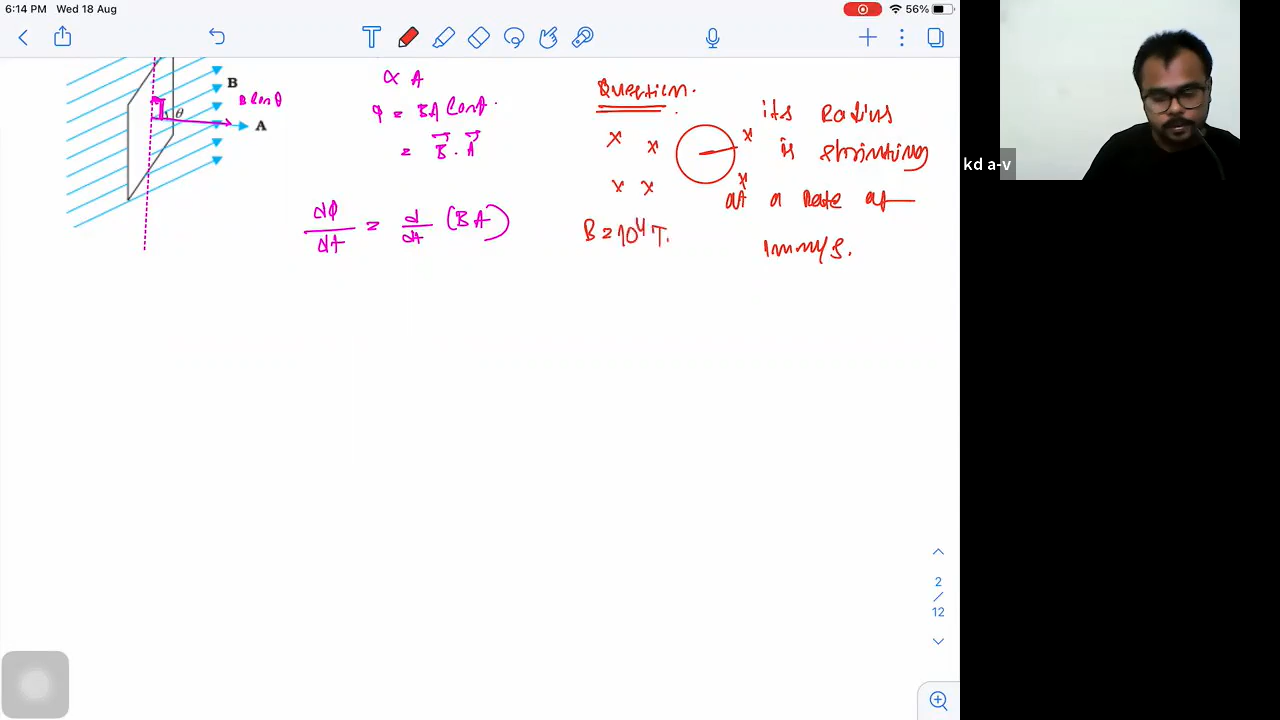 6:14 PM Wed 18 Aug
56%
B
B Cosθ
θ
A
∝ A
φ = BA Cosθ.
= B⃗ . A⃗
dφ/dt = d/dt (BA)
Question.
x x x
x x x
B = 10⁴ T.
its Radius
is shrinking
at a Rate of
1mm/s.
kd a-v
2
/
12